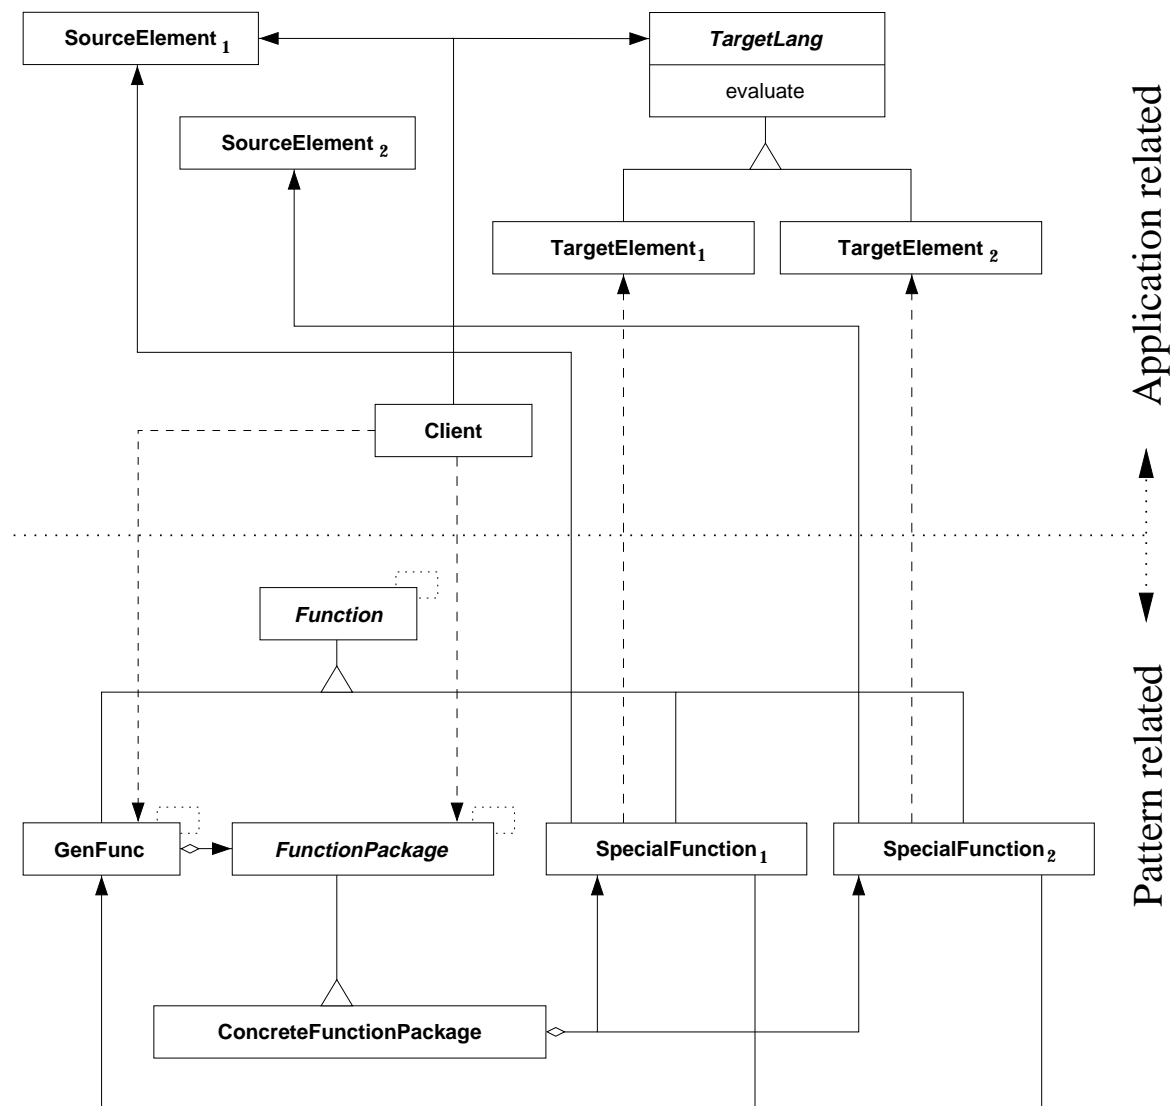 SourceElement 1
TargetLang
evaluate
SourceElement 2
TargetElement 1
TargetElement 2
Application related
Client
Function
Pattern related
GenFunc
FunctionPackage
SpecialFunction 1
SpecialFunction 2
ConcreteFunctionPackage